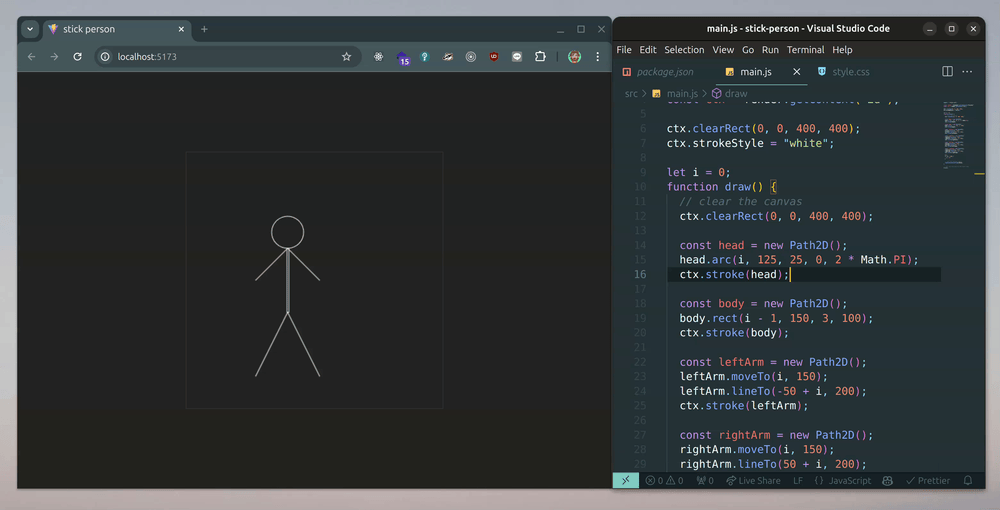 stick person
localhost:5173
15
main.js - stick-person - Visual Studio Code
File Edit Selection View Go Run Terminal Help
package.json
main.js
style.css
src > main.js > draw
5
6 ctx.clearRect(0, 0, 400, 400);
7 ctx.strokeStyle = "white";
8
9 let i = 0;
10 function draw() {
11 // clear the canvas
12 ctx.clearRect(0, 0, 400, 400);
13
14 const head = new Path2D();
15 head.arc(i, 125, 25, 0, 2 * Math.PI);
16 ctx.stroke(head);
17
18 const body = new Path2D();
19 body.rect(i - 1, 150, 3, 100);
20 ctx.stroke(body);
21
22 const leftArm = new Path2D();
23 leftArm.moveTo(i, 150);
24 leftArm.lineTo(-50 + i, 200);
25 ctx.stroke(leftArm);
26
27 const rightArm = new Path2D();
28 rightArm.moveTo(i, 150);
29 rightArm.lineTo(50 + i, 200);
0 0 0 Live Share LF {} JavaScript Prettier